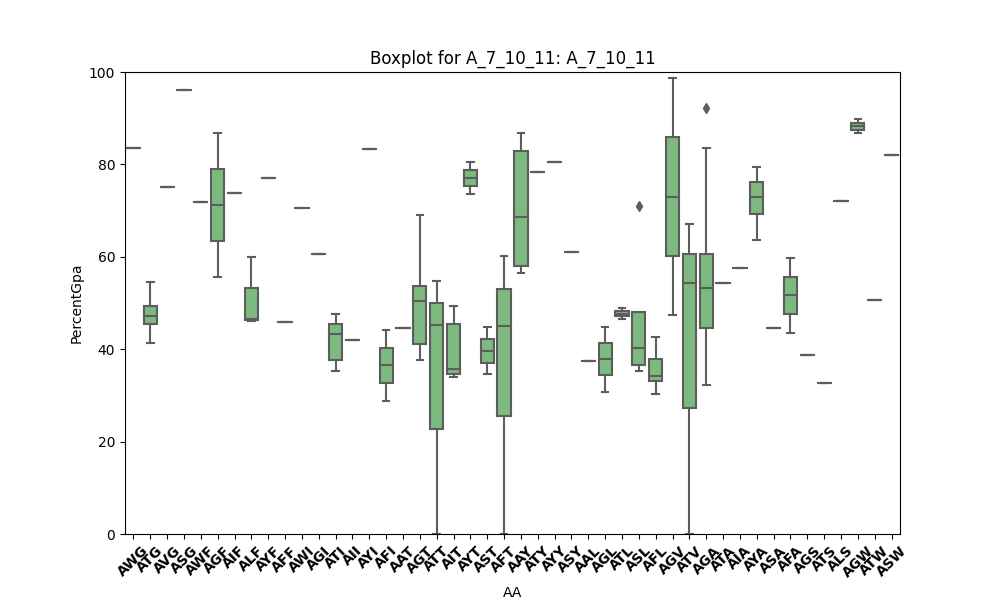 Boxplot for A_7_10_11: A_7_10_11
PercentGpa
100
80
60
40
20
0
AWG ATG AVG ASG AWF AGF AIF ALF AYF AFF AWI AGI ATI AII AYI AFI AAT AGT ATT AIT AYT AST AFT AAY ATY AYY ASY AAL AGL ATL ASL AFL AGV ATV AGA ATA AIA AYA ASA AFA AGS ATS ALS AGW ATW ASW
AA